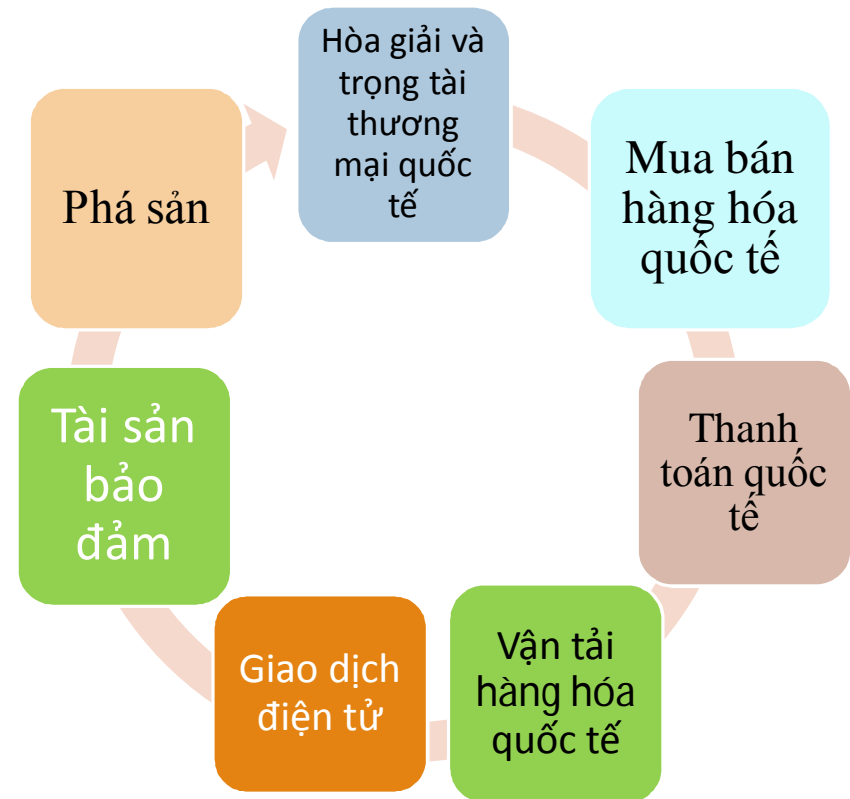 Hòa giải và
trọng tài
thương
mại quốc
tế
Mua bán
hàng hóa
quốc tế
Thanh
toán quốc
tế
Vận tải
hàng hóa
quốc tế
Giao dịch
điện tử
Tài sản
bảo
đảm
Phá sản